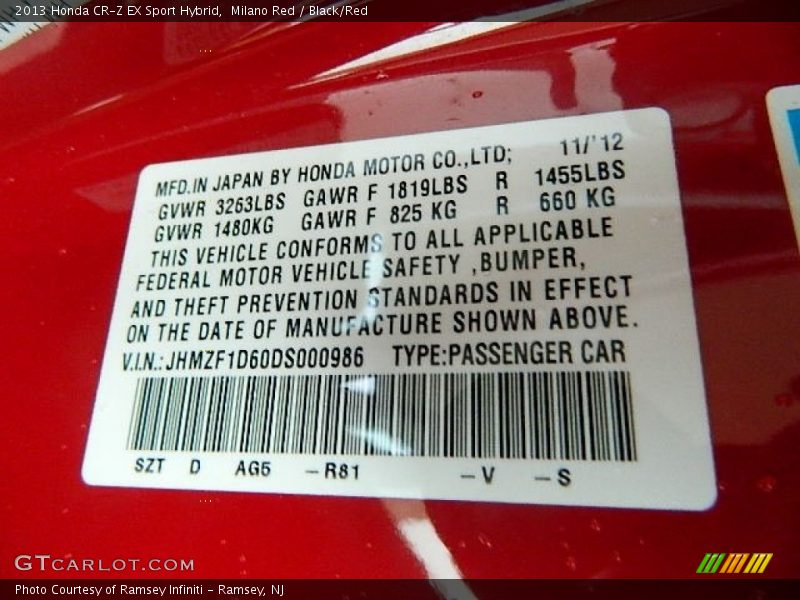 2013 Honda CR-Z EX Sport Hybrid,  Milano Red / Black/Red
MFD.IN JAPAN BY HONDA MOTOR CO.,LTD; 11/'12
GVWR 3263LBS GAWR F 1819LBS R 1455LBS
GVWR 1480KG GAWR F 825 KG R 660 KG
THIS VEHICLE CONFORMS TO ALL APPLICABLE
FEDERAL MOTOR VEHICLE SAFETY ,BUMPER,
AND THEFT PREVENTION STANDARDS IN EFFECT
ON THE DATE OF MANUFACTURE SHOWN ABOVE.
V.I.N.:JHMZF1D60DS000986 TYPE:PASSENGER CAR
SZT D AG5 -R81 -V -S
GTCARLOT.COM
Photo Courtesy of Ramsey Infiniti - Ramsey, NJ